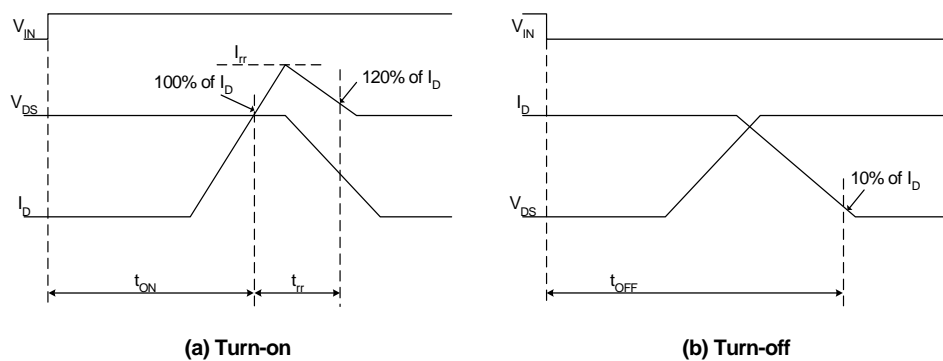 V_IN
I_rr
100% of I_D
120% of I_D
V_DS
I_D
t_ON
t_rr
(a) Turn-on
V_IN
I_D
10% of I_D
V_DS
t_OFF
(b) Turn-off